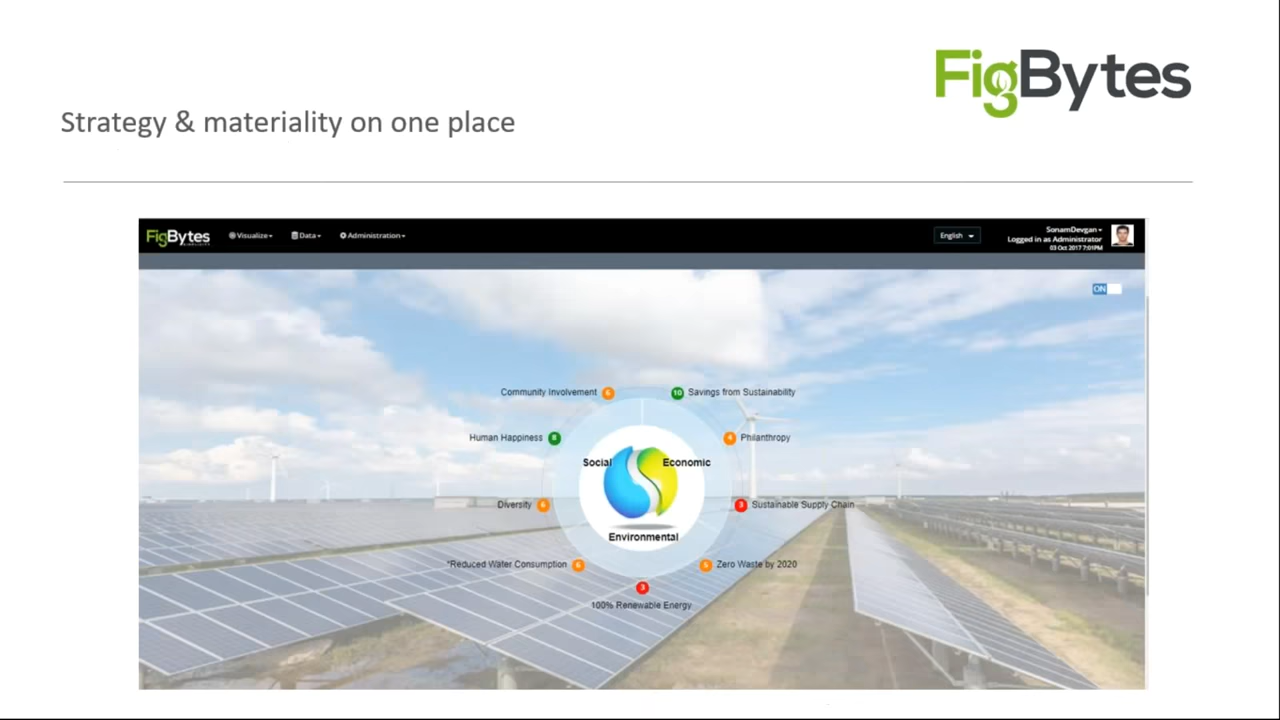 FigBytes
Strategy & materiality on one place
FigBytes
Visualize
Data
Administration
English
SonamDevgan
Logged in as Administrator
03 Oct 2017 7:01PM
ON
Community Involvement
10 Savings from Sustainability
Human Happiness 8
4 Philanthropy
Social
Economic
Diversity 6
3 Sustainable Supply Chain
Environmental
*Reduced Water Consumption 6
5 Zero Waste by 2020
3
100% Renewable Energy